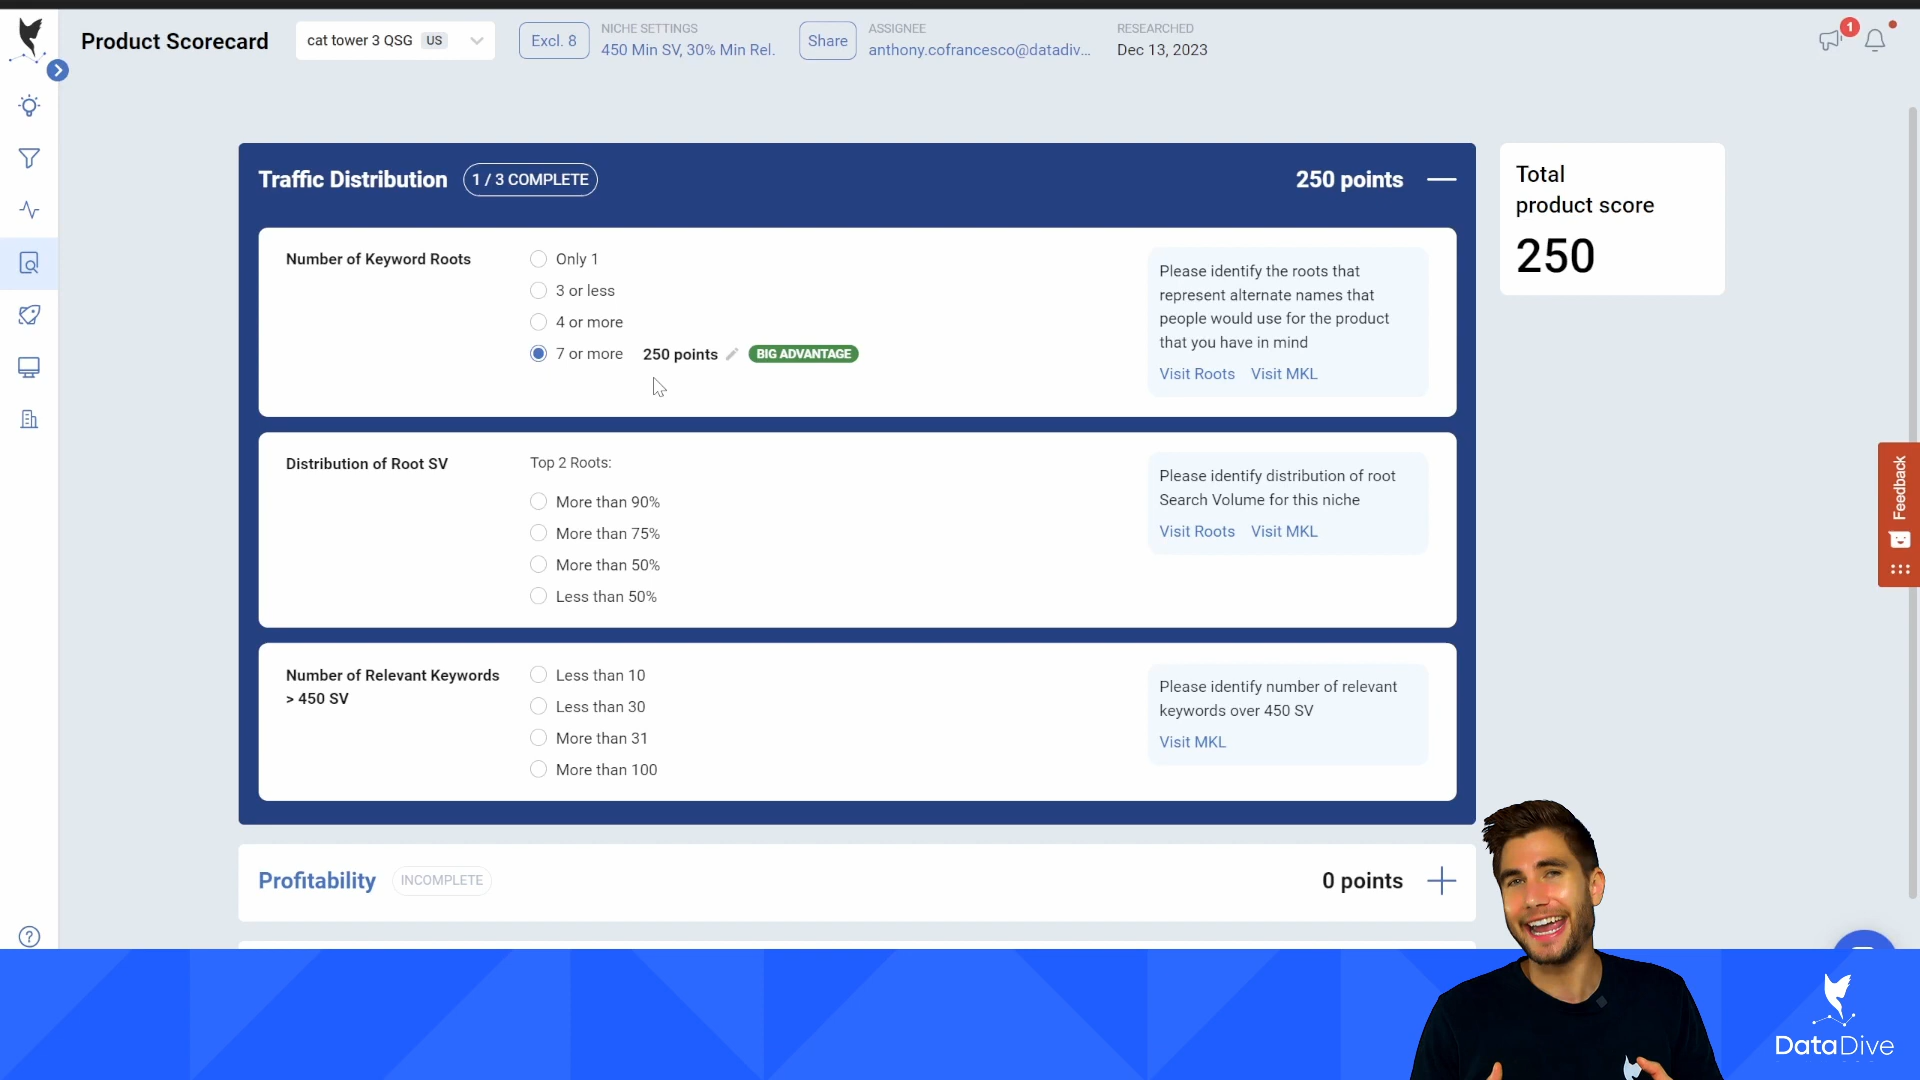 Product Scorecard
cat tower 3 QSG US
Excl. 8
NICHE SETTINGS
450 Min SV, 30% Min Rel.
Share
ASSIGNEE
anthony.cofrancesco@datadiv...
RESEARCHED
Dec 13, 2023
1
Traffic Distribution 1 / 3 COMPLETE 250 points
Number of Keyword Roots
Only 1
3 or less
4 or more
7 or more 250 points BIG ADVANTAGE
Please identify the roots that
represent alternate names that
people would use for the product
that you have in mind
Visit Roots Visit MKL
Total
product score
250
Distribution of Root SV
Top 2 Roots:
More than 90%
More than 75%
More than 50%
Less than 50%
Please identify distribution of root
Search Volume for this niche
Visit Roots Visit MKL
Feedback
Number of Relevant Keywords
> 450 SV
Less than 10
Less than 30
More than 31
More than 100
Please identify number of relevant
keywords over 450 SV
Visit MKL
Profitability INCOMPLETE 0 points
?
DataDive